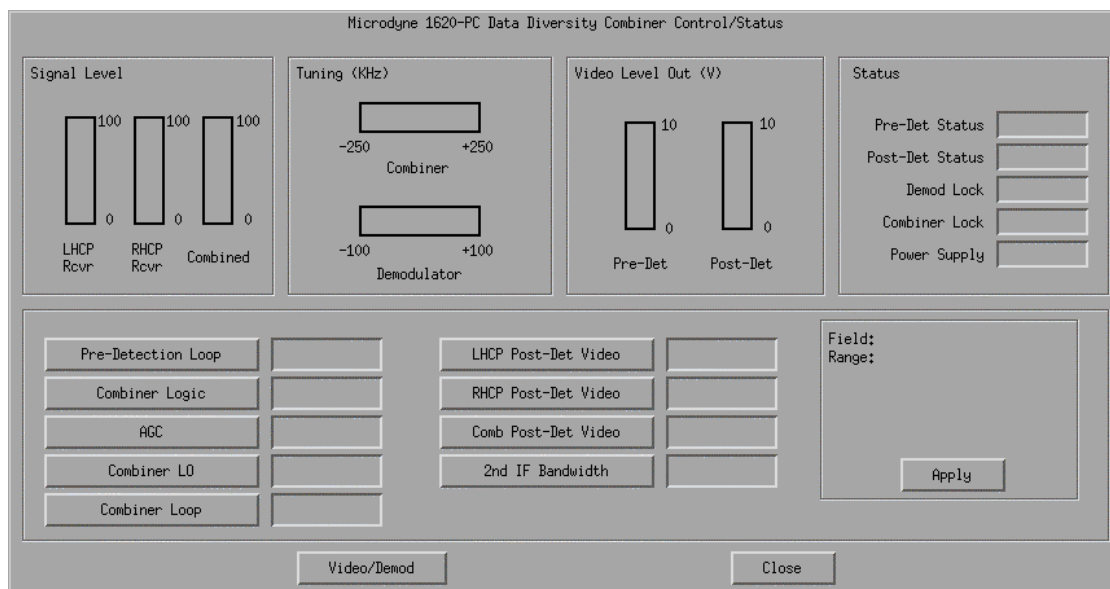 Microdyne 1620-PC Data Diversity Combiner Control/Status
Signal Level
100 100 100
0 0 0
LHCP Rcvr
RHCP Rcvr
Combined
Tuning (KHz)
-250 +250
Combiner
-100 +100
Demodulator
Video Level Out (V)
10 10
0 0
Pre-Det Post-Det
Status
Pre-Det Status
Post-Det Status
Demod Lock
Combiner Lock
Power Supply
Pre-Detection Loop
Combiner Logic
AGC
Combiner LO
Combiner Loop
LHCP Post-Det Video
RHCP Post-Det Video
Comb Post-Det Video
2nd IF Bandwidth
Field:
Range:
Apply
Video/Demod
Close